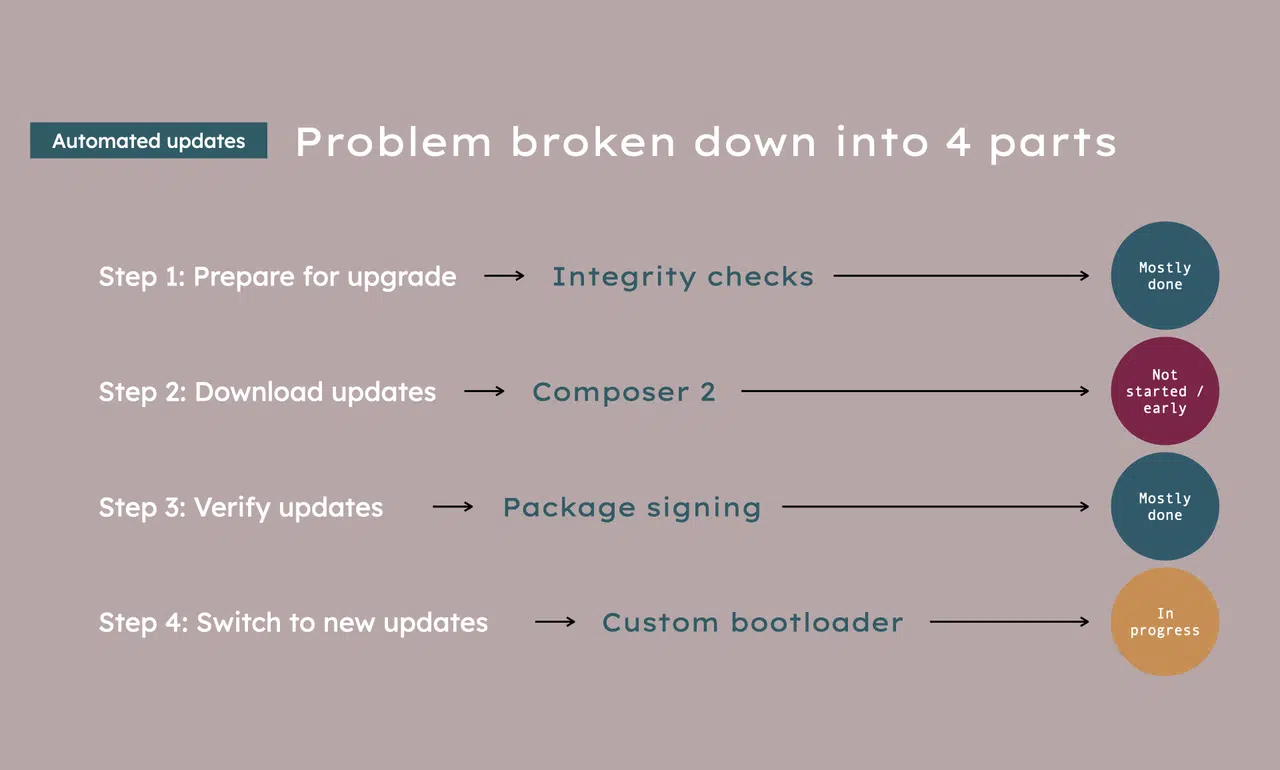 Automated updates
Problem broken down into 4 parts
Step 1: Prepare for upgrade
Integrity checks
Mostly
done
Step 2: Download updates
Composer 2
Not
started /
early
Step 3: Verify updates
Package signing
Mostly
done
Step 4: Switch to new updates
Custom bootloader
In
progress